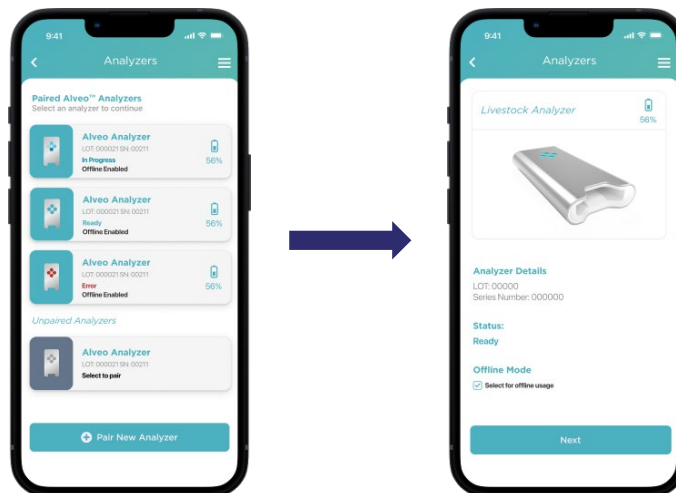 9:41
Analyzers
Paired Alveo™ Analyzers
Select an analyzer to continue
Alveo Analyzer
LOT: 000021 SN: 00211
In Progress
Offline Enabled
56%
Alveo Analyzer
LOT: 000021 SN: 00211
Ready
Offline Enabled
56%
Alveo Analyzer
LOT: 000021 SN: 00211
Error
Offline Enabled
56%
Unpaired Analyzers
Alveo Analyzer
LOT: 000021 SN: 00211
Select to pair
Pair New Analyzer
9:41
Analyzers
Livestock Analyzer
56%
Analyzer Details
LOT: 00000
Series Number: 000000
Status:
Ready
Offline Mode
Select for offline usage
Next